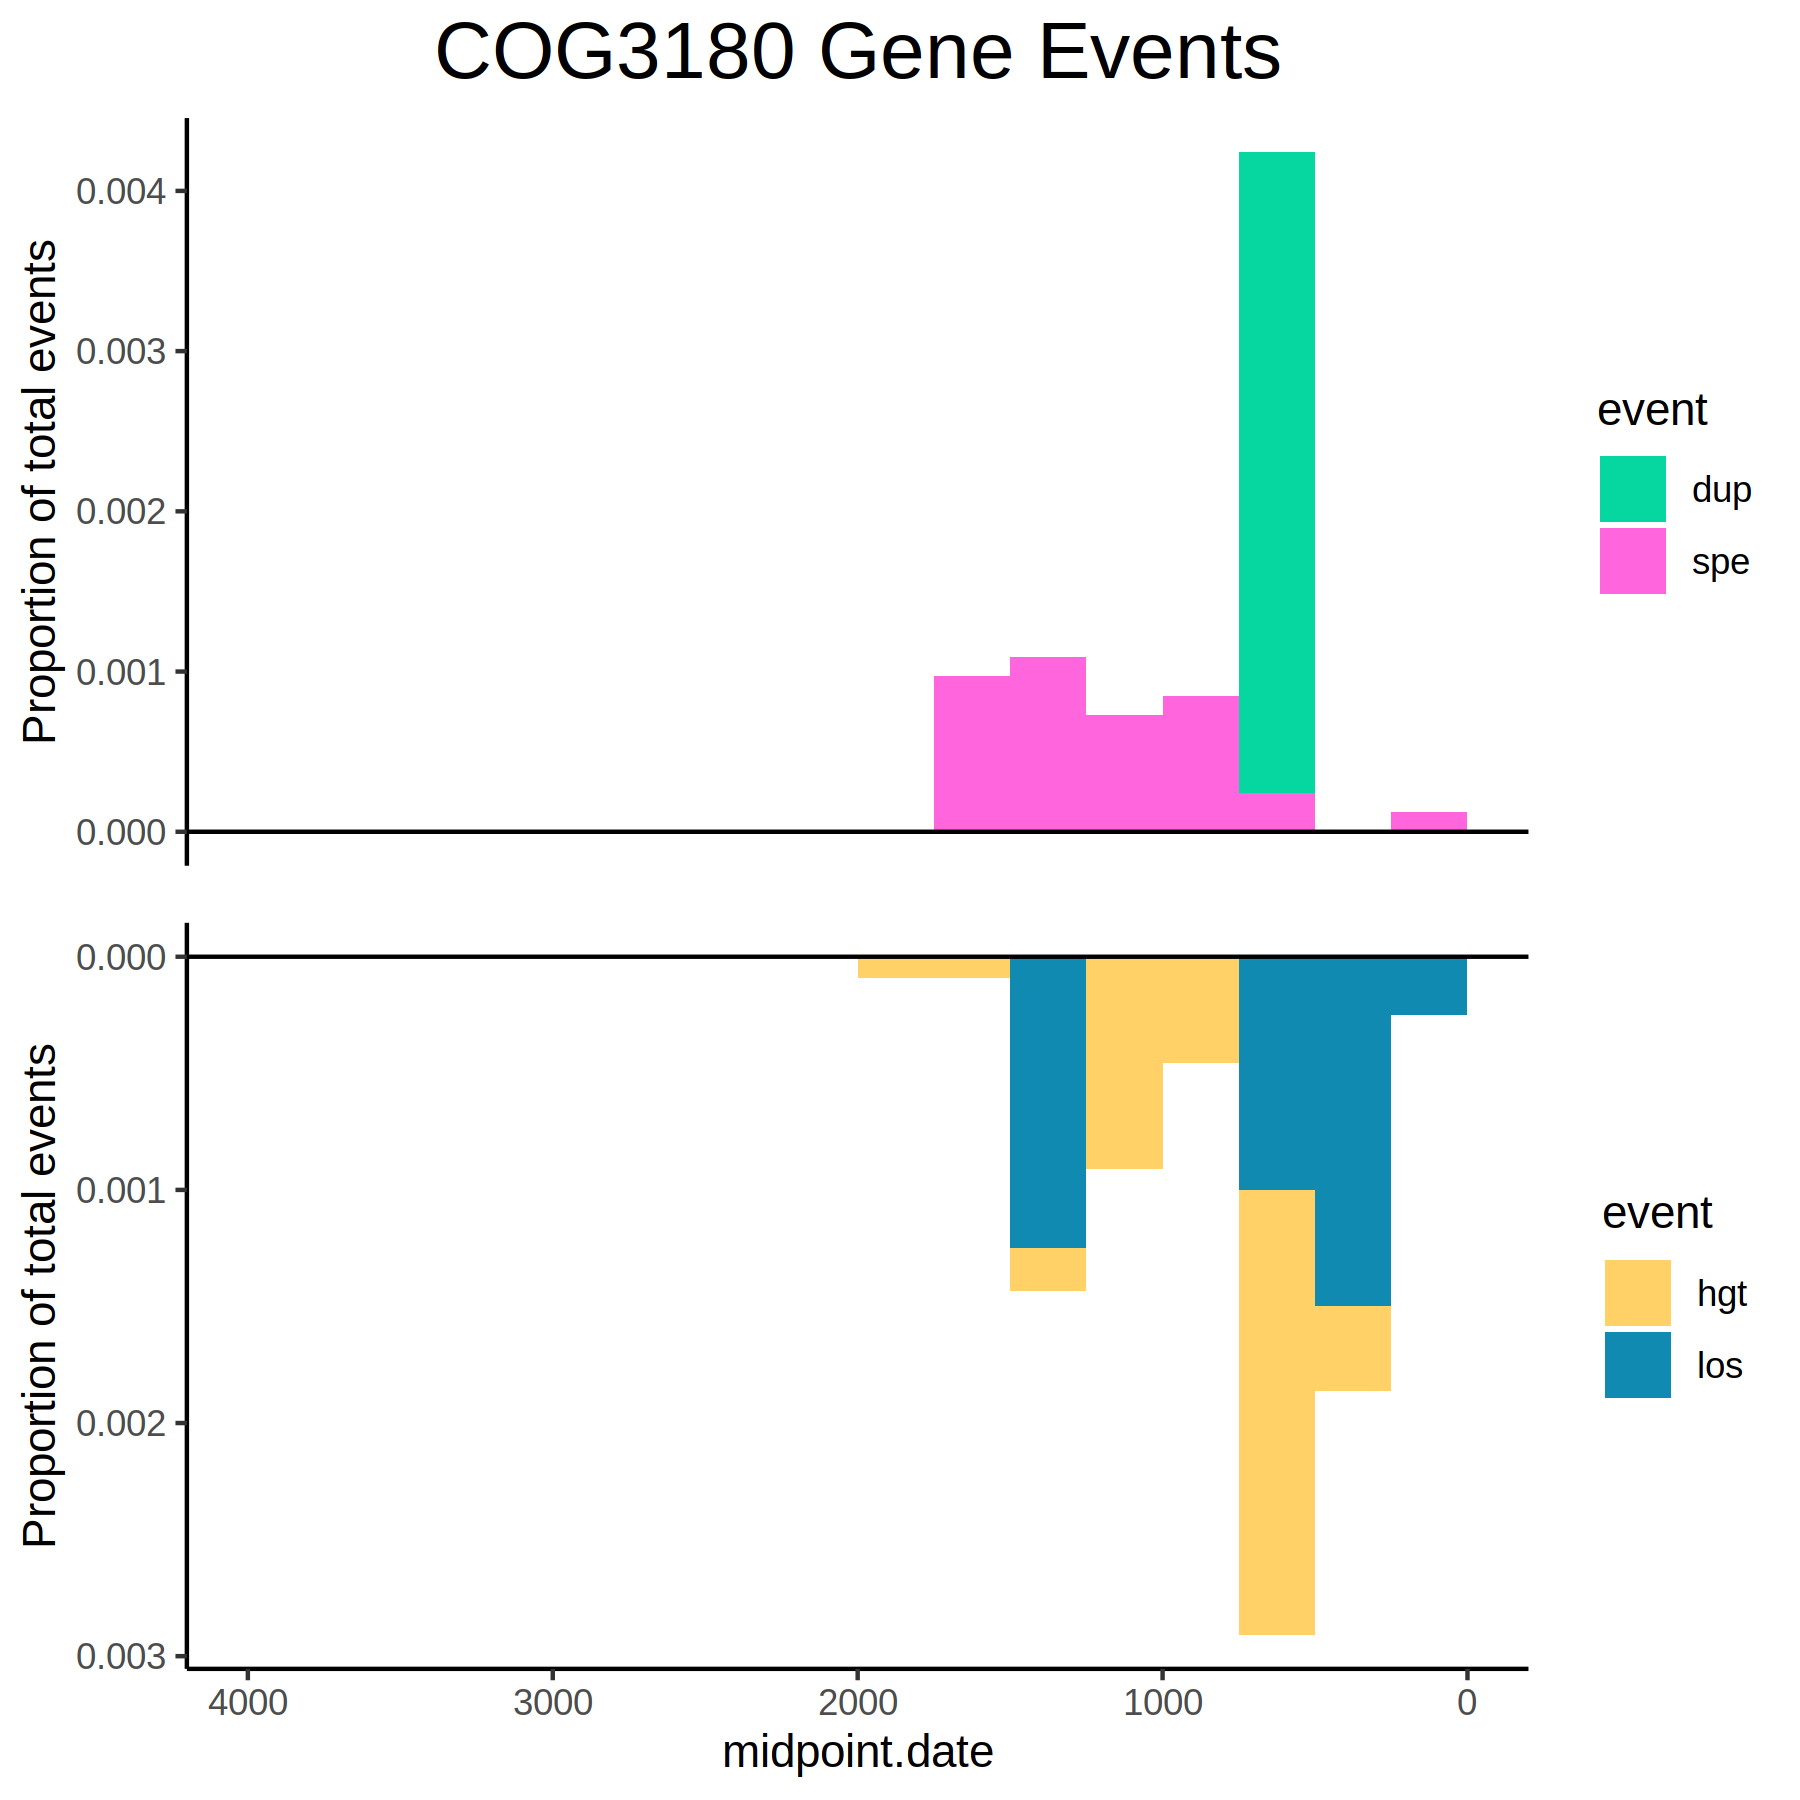 COG3180 Gene Events
Proportion of total events
0.004
0.003
0.002
0.001
0.000
event
dup
spe
Proportion of total events
0.000
0.001
0.002
0.003
event
hgt
los
4000 3000 2000 1000 0
midpoint.date